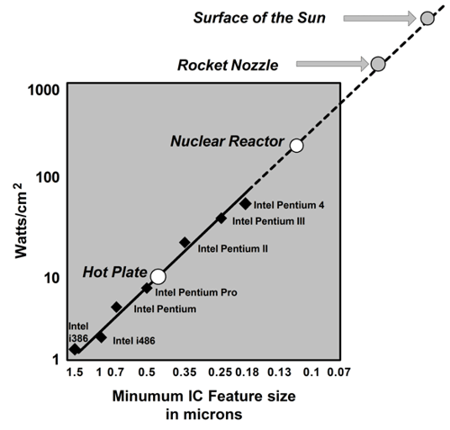 Surface of the Sun
Rocket Nozzle
1000
Nuclear Reactor
100
Intel Pentium 4
Intel Pentium III
Watts/cm2
Intel Pentium II
Hot Plate
10
Intel Pentium Pro
Intel Pentium
Intel
i386
Intel i486
1
1.5 1 0.7 0.5 0.35 0.25 0.18 0.13 0.1 0.07
Minumum IC Feature size
in microns